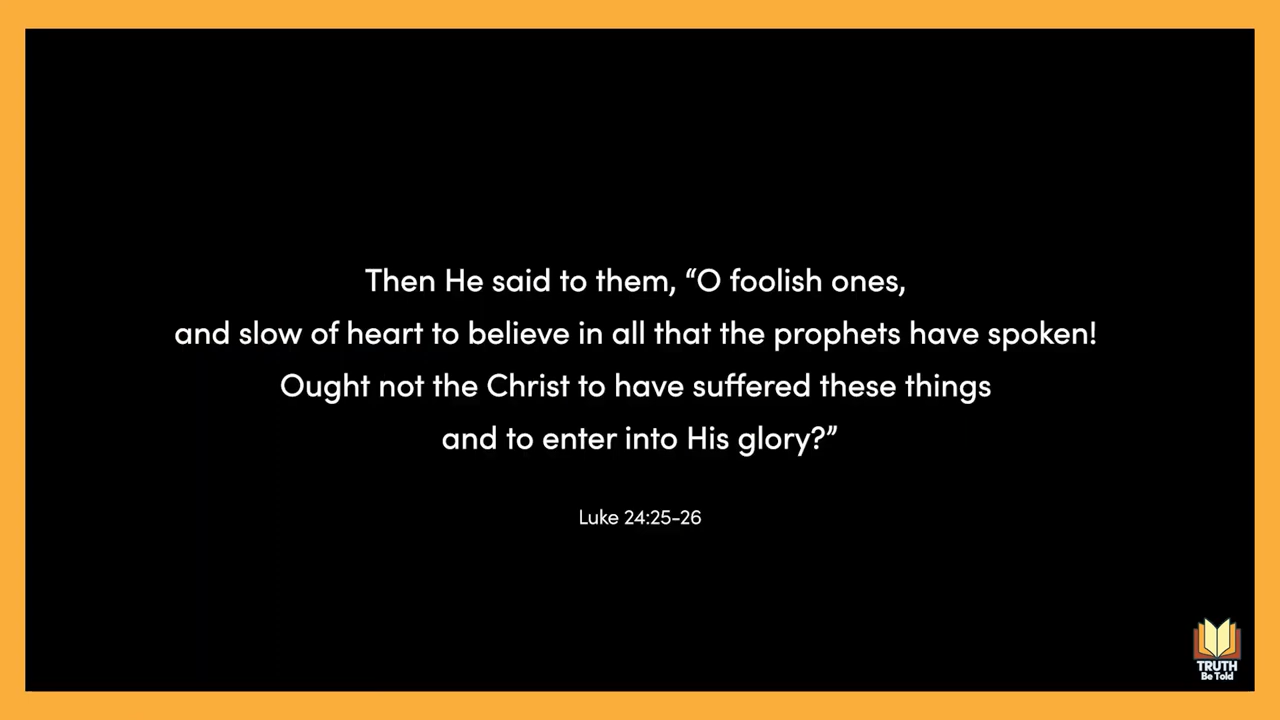 Then He said to them, “O foolish ones,
and slow of heart to believe in all that the prophets have spoken!
Ought not the Christ to have suffered these things
and to enter into His glory?”
Luke 24:25-26
TRUTH
Be Told